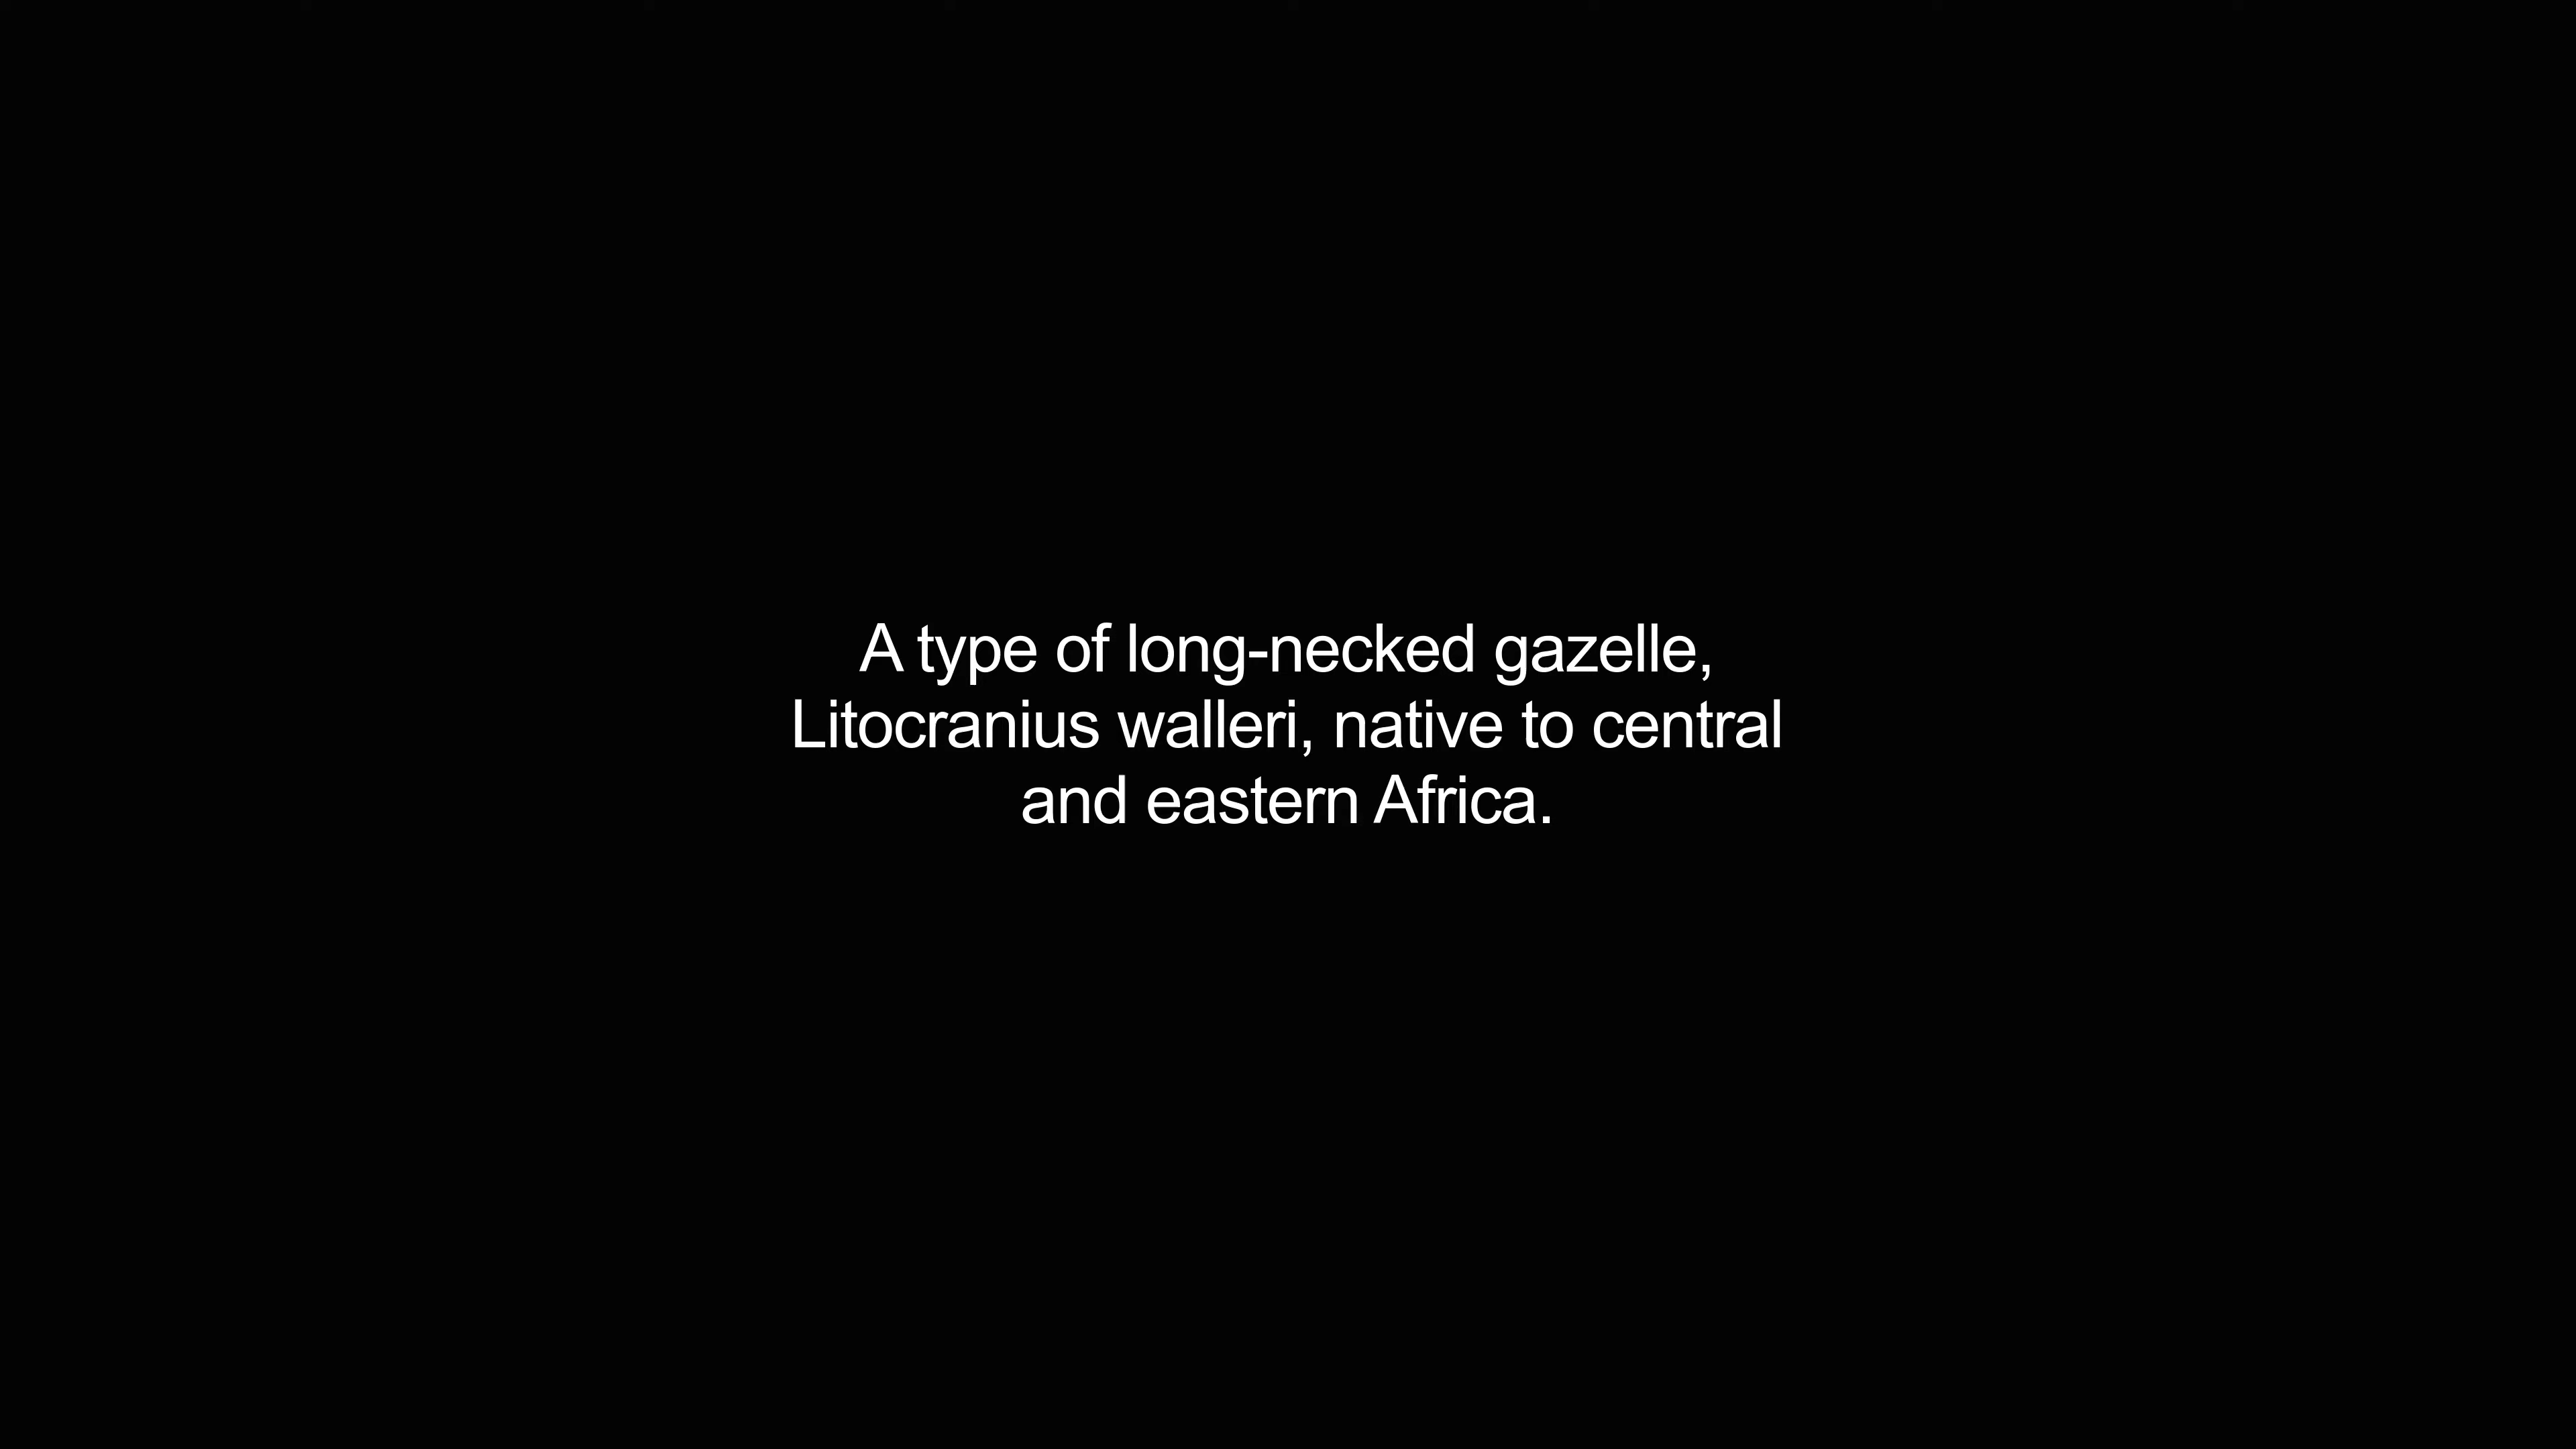 A type of long-necked gazelle,
Litocranius walleri, native to central
and eastern Africa.